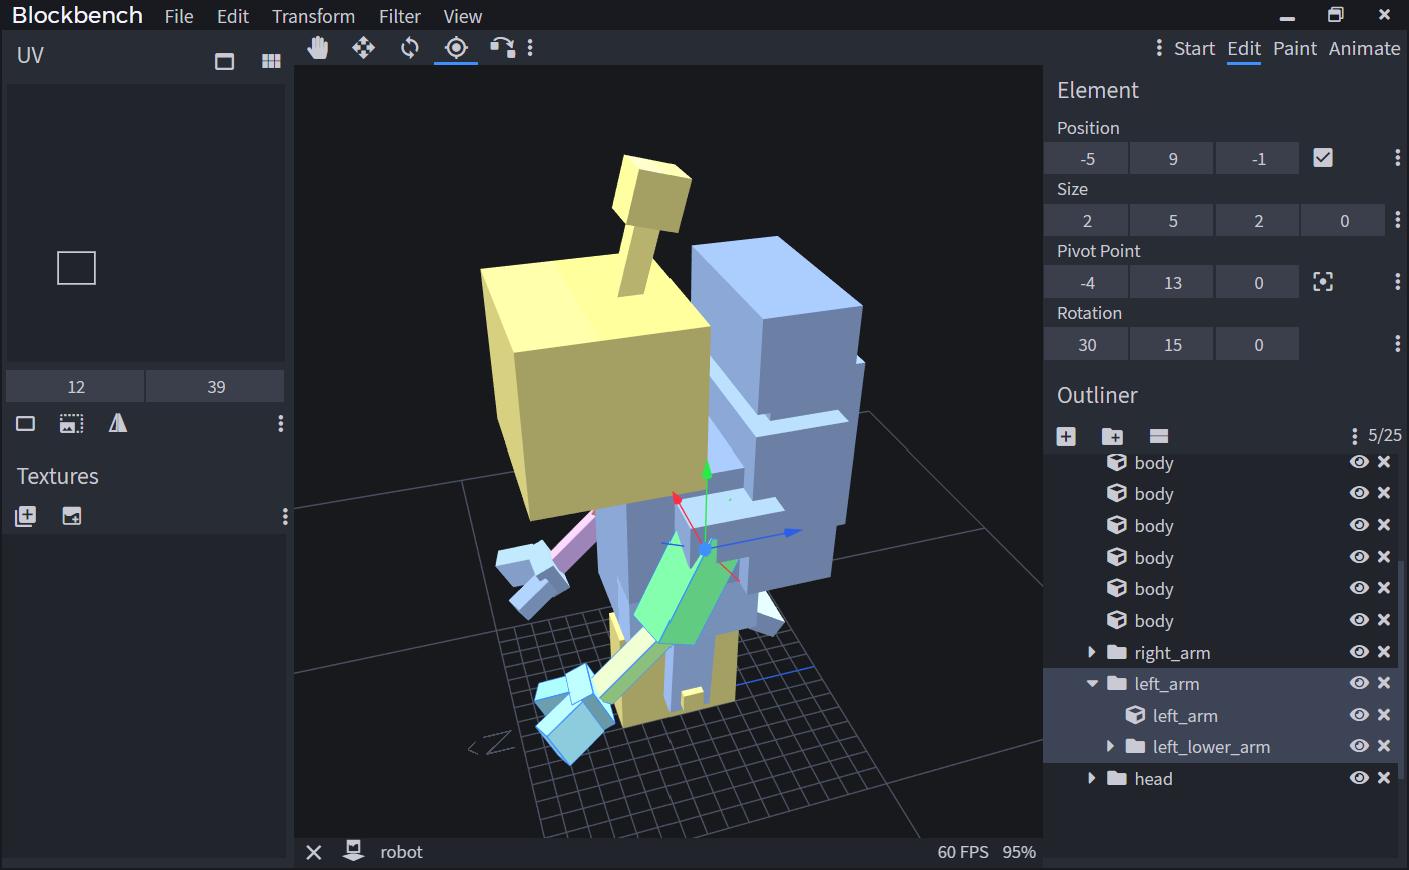 Blockbench File Edit Transform Filter View
UV
Start Edit Paint Animate
Element
Position
-5 9 -1
Size
2 5 2 0
Pivot Point
-4 13 0
Rotation
30 15 0
12 39
Textures
Outliner
5/25
body
body
body
body
body
body
right_arm
left_arm
left_arm
left_lower_arm
head
robot
60 FPS 95%